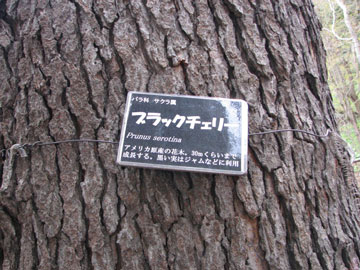 バラ科 サクラ属
ブラックチェリー
Prunus serotina
アメリカ原産の花木。30mくらいまで
成長する。黒い実はジャムなどに利用